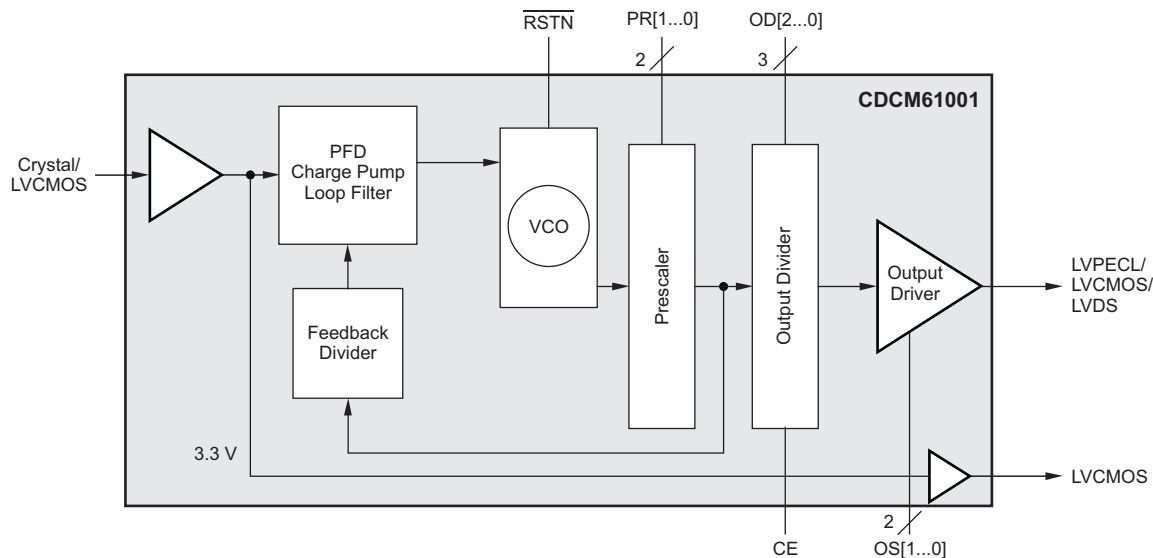 RSTN
PR[1...0]
OD[2...0]
2
3
CDCM61001
Crystal/
LVCMOS
PFD
Charge Pump
Loop Filter
VCO
Prescaler
Output Divider
Output
Driver
LVPECL/
LVCMOS/
LVDS
Feedback
Divider
3.3 V
LVCMOS
2
CE
OS[1...0]